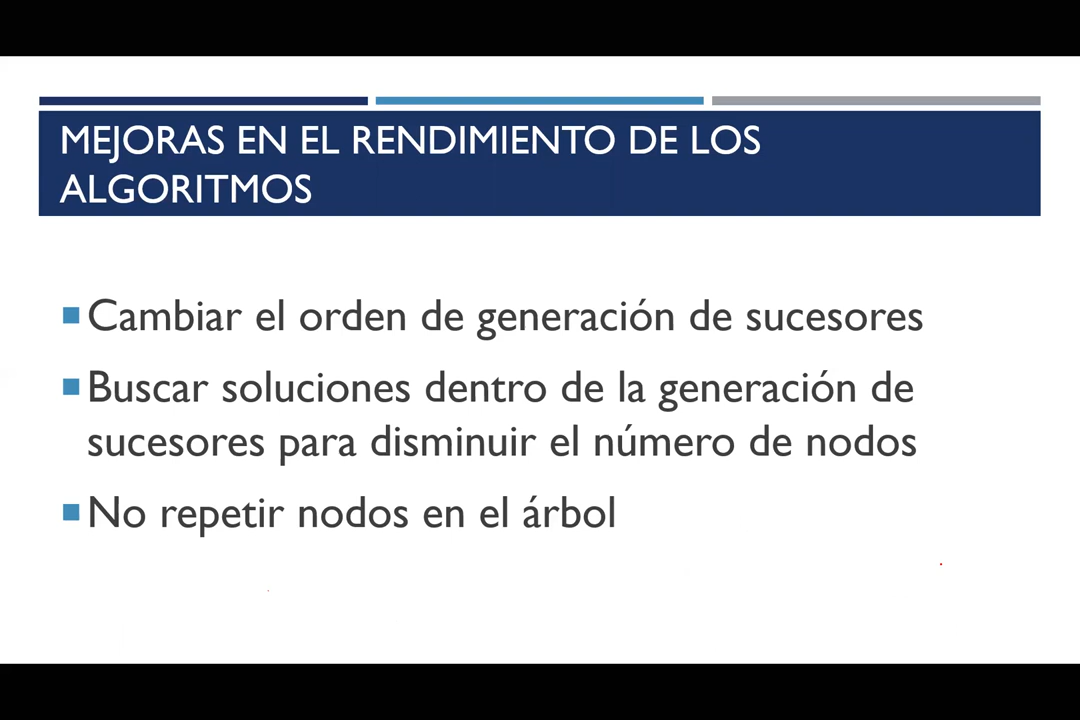 MEJORAS EN EL RENDIMIENTO DE LOS
ALGORITMOS
Cambiar el orden de generación de sucesores
Buscar soluciones dentro de la generación de
sucesores para disminuir el número de nodos
No repetir nodos en el árbol